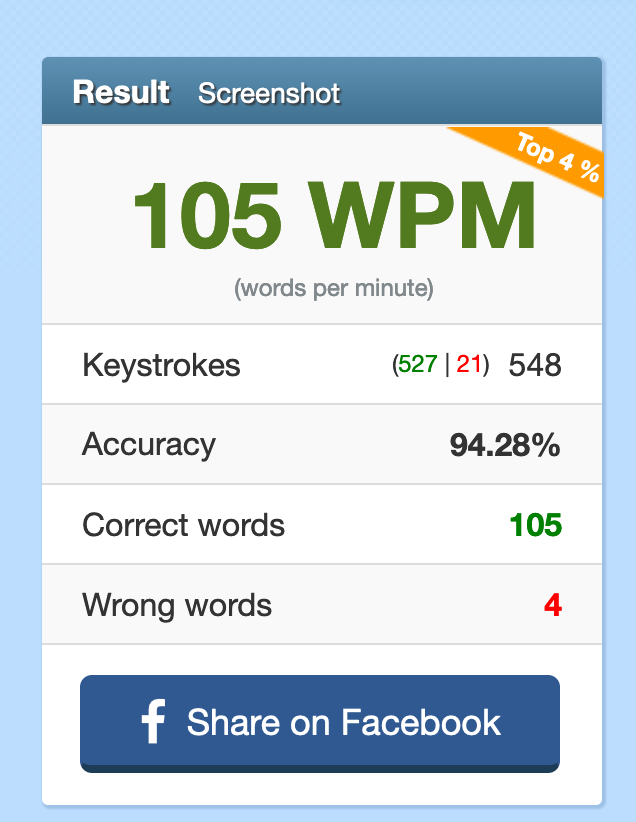 Result Screenshot
Top 4 %
105 WPM
(words per minute)
Keystrokes (527 | 21) 548
Accuracy 94.28%
Correct words 105
Wrong words 4
f Share on Facebook